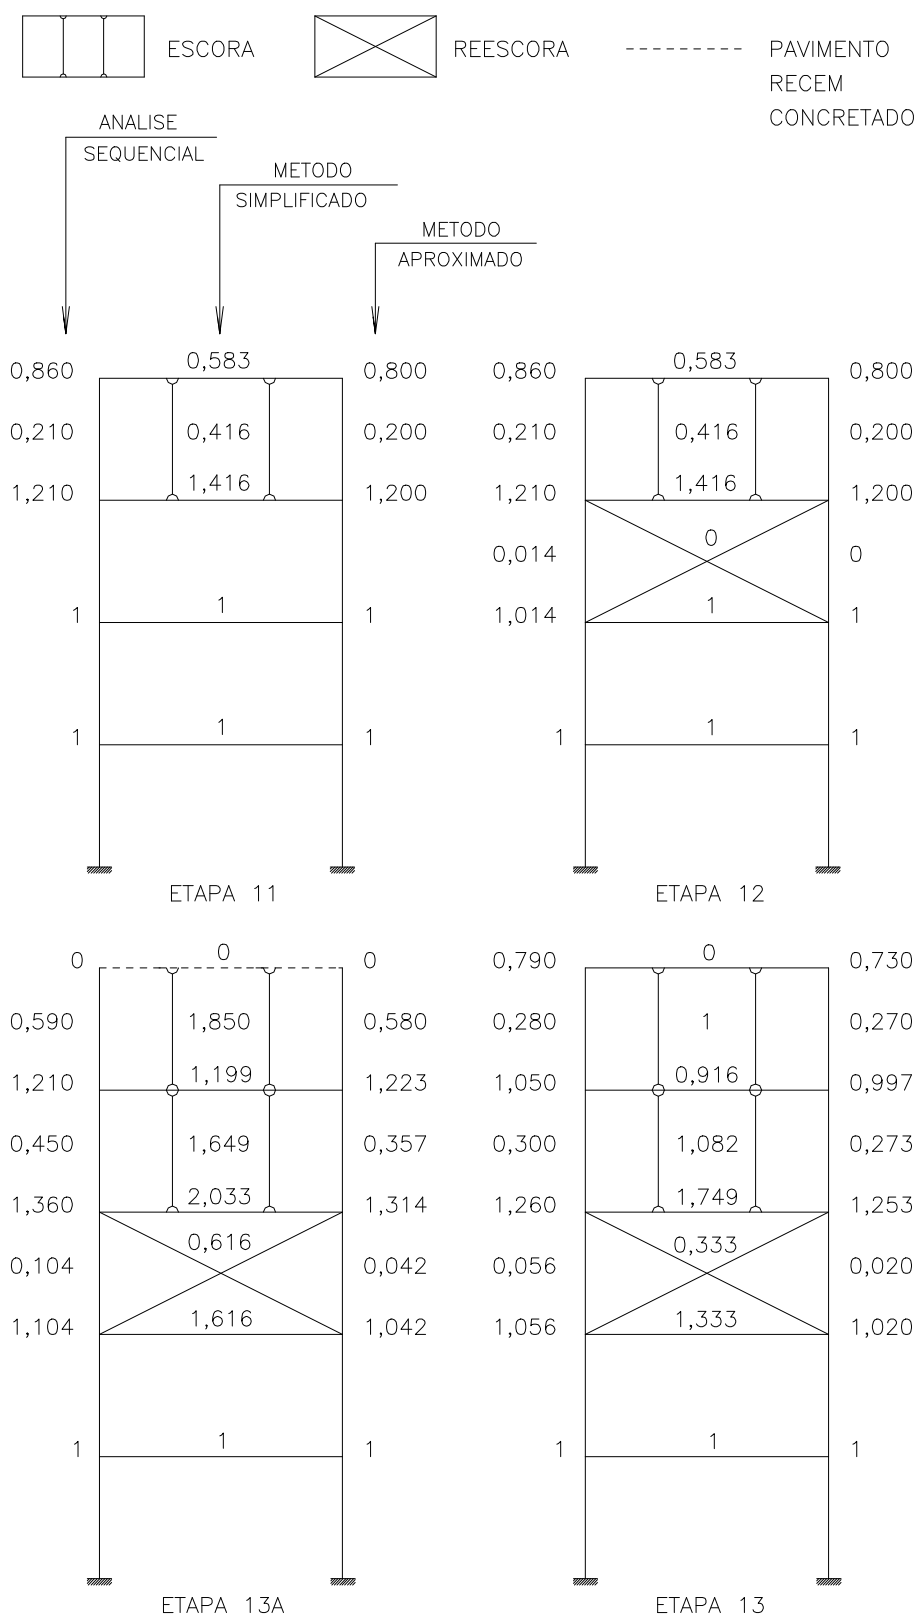 ESCORA
REESCORA
PAVIMENTO
RECEM
CONCRETADO
ANALISE
SEQUENCIAL
METODO
SIMPLIFICADO
METODO
APROXIMADO
0,860 0,583 0,800
0,210 0,416 0,200
1,210 1,416 1,200
1 1 1
1 1 1
ETAPA 11
0,860 0,583 0,800
0,210 0,416 0,200
1,210 1,416 1,200
0,014 0 0
1,014 1 1
1 1 1
ETAPA 12
0 0 0
0,590 1,850 0,580
1,210 1,199 1,223
0,450 1,649 0,357
1,360 2,033 1,314
0,104 0,616 0,042
1,104 1,616 1,042
1 1 1
ETAPA 13A
0,790 0 0,730
0,280 1 0,270
1,050 0,916 0,997
0,300 1,082 0,273
1,260 1,749 1,253
0,056 0,333 0,020
1,056 1,333 1,020
1 1 1
ETAPA 13